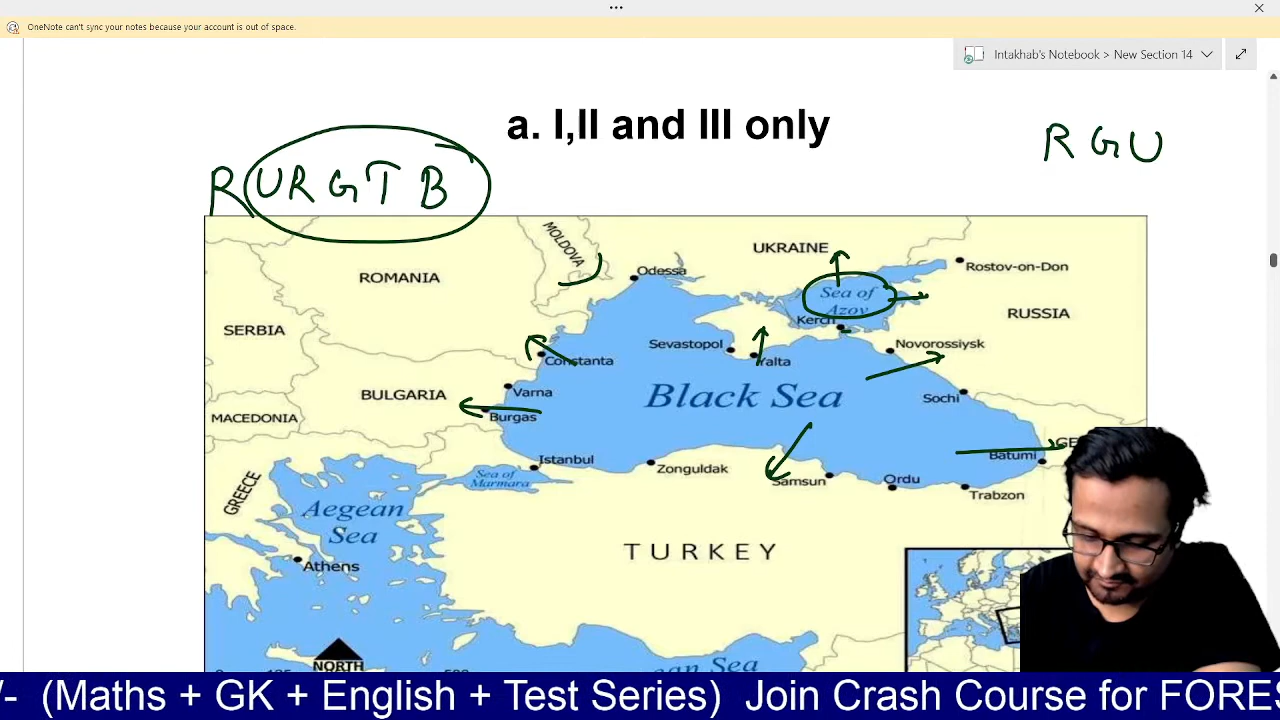 OneNote can't sync your notes because your account is out of space.
Intakhab's Notebook > New Section 14
a. I,II and III only
R G U
R U R G T B
MOLDOVA
UKRAINE
ROMANIA
Odessa
Rostov-on-Don
Sea of
Azov
RUSSIA
Kerch
SERBIA
Sevastopol
Novorossiysk
Constanta
Yalta
BULGARIA
Varna
Black Sea
Sochi
MACEDONIA
Burgas
Batumi
Istanbul
Zonguldak
Sea of
Marmara
Samsun
Ordu
Trabzon
GREECE
Aegean
Sea
TURKEY
Athens
NORTH
/- (Maths + GK + English + Test Series) Join Crash Course for FORES